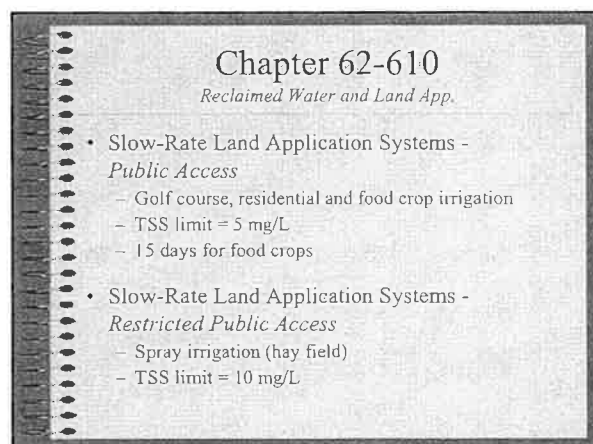 Chapter 62-610
Reclaimed Water and Land App.
• Slow-Rate Land Application Systems -
Public Access
– Golf course, residential and food crop irrigation
– TSS limit = 5 mg/L
– 15 days for food crops
• Slow-Rate Land Application Systems -
Restricted Public Access
– Spray irrigation (hay field)
– TSS limit = 10 mg/L